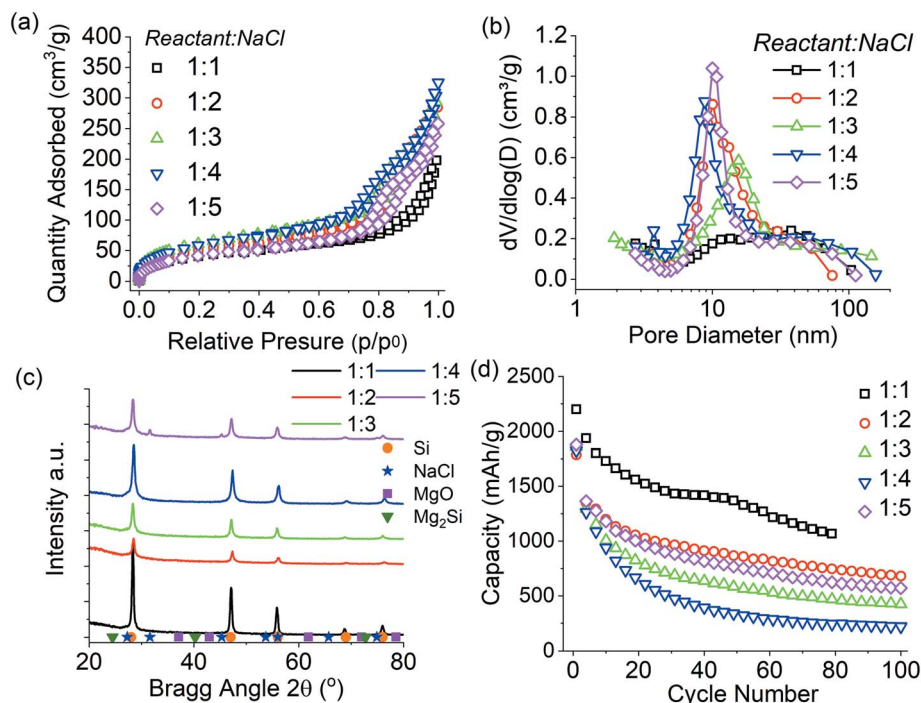 (a)
Reactant:NaCl
1:1
1:2
1:3
1:4
1:5
Quantity Adsorbed (cm³/g)
400
350
300
250
200
150
100
50
0
0.0 0.2 0.4 0.6 0.8 1.0
Relative Presure (p/p0)
(b)
Reactant:NaCl
1:1
1:2
1:3
1:4
1:5
dV/dlog(D) (cm³/g)
1.2
1.0
0.8
0.6
0.4
0.2
0.0
1 10 100
Pore Diameter (nm)
(c)
1:1 1:4
1:2 1:5
1:3
Si
NaCl
MgO
Mg₂Si
Intensity a.u.
20 40 60 80
Bragg Angle 2θ (°)
(d)
1:1
1:2
1:3
1:4
1:5
Capacity (mAh/g)
2500
2000
1500
1000
500
0
0 20 40 60 80 100
Cycle Number